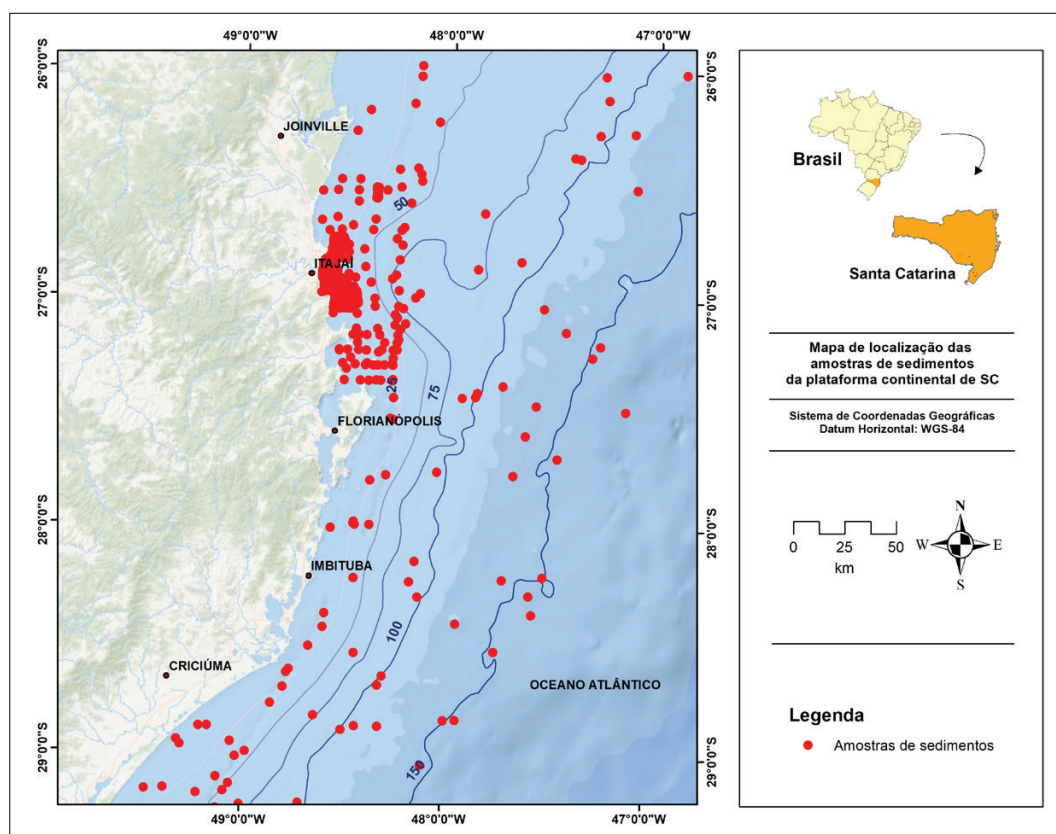 49°0'0"W 48°0'0"W 47°0'0"W
26°0'0"S
26°0'0"S
JOINVILLE
50
ITAJAÍ
27°0'0"S
27°0'0"S
25
75
FLORIANÓPOLIS
28°0'0"S
28°0'0"S
IMBITUBA
100
CRICIÚMA
OCEANO ATLÂNTICO
29°0'0"S
29°0'0"S
150
49°0'0"W 48°0'0"W 47°0'0"W
Brasil
Santa Catarina
Mapa de localização das
amostras de sedimentos
da plataforma continental de SC
Sistema de Coordenadas Geográficas
Datum Horizontal: WGS-84
0 25 50
km
N
W E
S
Legenda
Amostras de sedimentos